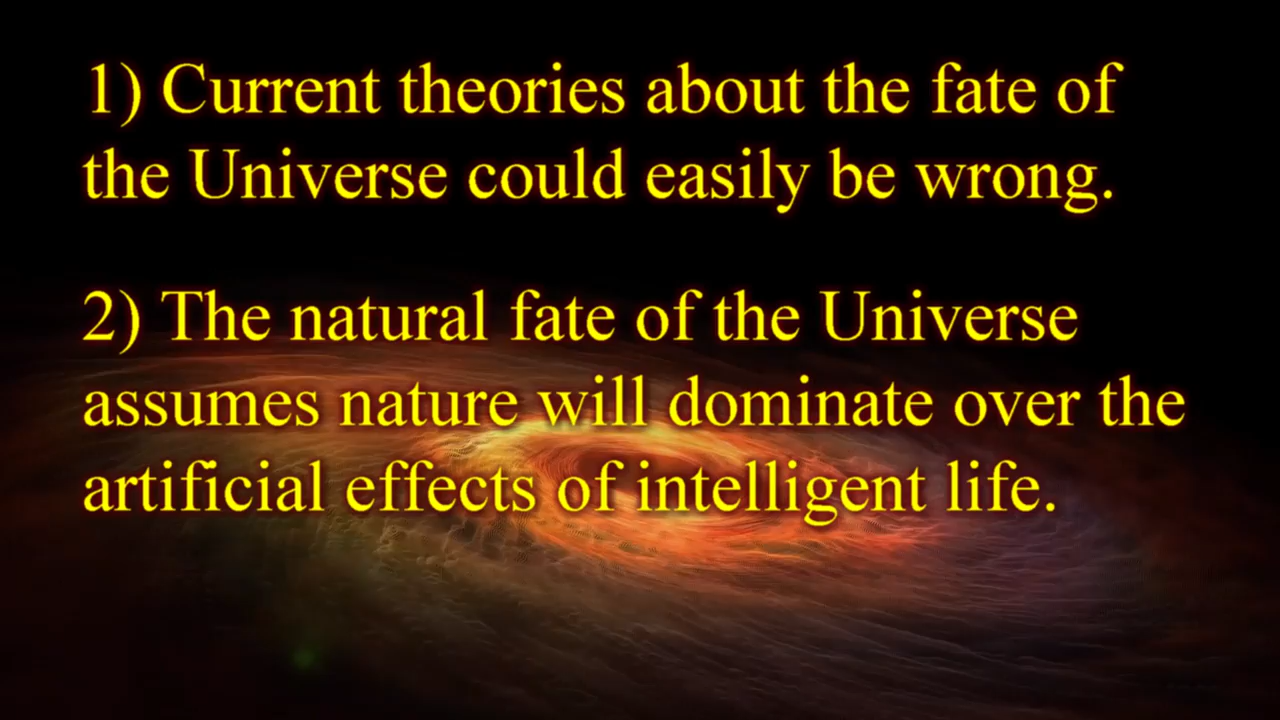 1) Current theories about the fate of
the Universe could easily be wrong.
2) The natural fate of the Universe
assumes nature will dominate over the
artificial effects of intelligent life.